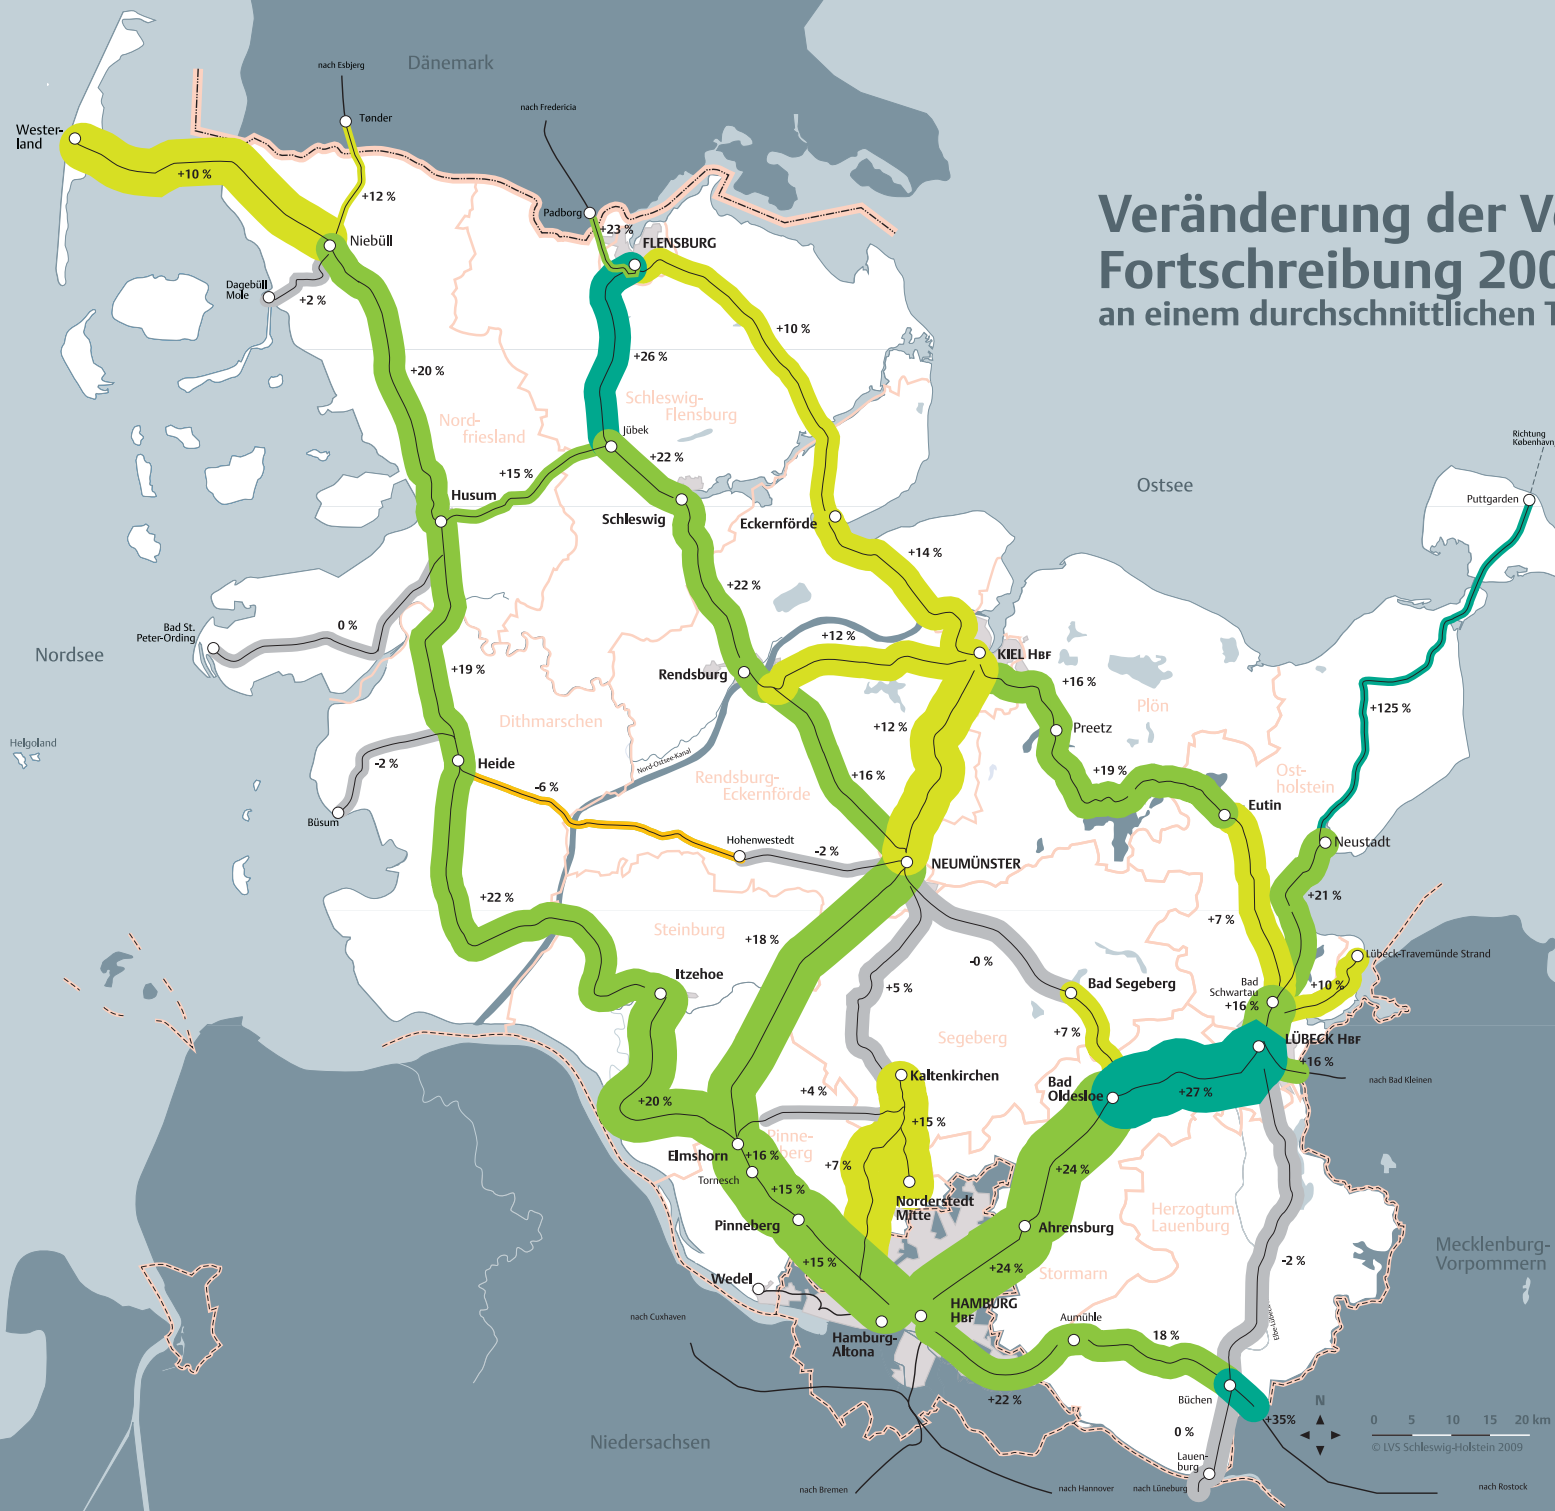 nach Esbjerg
Dänemark
nach Fredericia
Tønder
Wester-
land
+10 %
+12 %
Padborg
+23 %
FLENSBURG
Niebüll
Dagebüll
Mole
+2 %
Veränderung der V
Fortschreibung 200
an einem durchschnittlichen T
+10 %
+26 %
+20 %
Schleswig-
Flensburg
Nord-
friesland
Jübek
+22 %
+15 %
Husum
Schleswig
Eckernförde
Ostsee
Richtung
København
Puttgarden
+14 %
+22 %
0 %
Bad St.
Peter-Ording
Nordsee
+12 %
KIEL HBF
+19 %
Rendsburg
+16 %
Plön
+125 %
Dithmarschen
+12 %
Preetz
Helgoland
-2 %
Heide
Nord-Ostsee-Kanal
Rendsburg-
Eckernförde
+16 %
+19 %
Ost-
holstein
-6 %
Eutin
Büsum
Hohenwestedt
-2 %
NEUMÜNSTER
Neustadt
+22 %
+21 %
+7 %
Steinburg
+18 %
-0 %
Lübeck-Travemünde Strand
Itzehoe
+5 %
Bad Segeberg
Bad
Schwartau
+16 %
+10 %
+7 %
Segeberg
LÜBECK HBF
+16 %
nach Bad Kleinen
Kaltenkirchen
Bad
Oldesloe
+27 %
+4 %
+20 %
+15 %
Pinne-
berg
Elmshorn
+16 %
+7 %
+24 %
Tornesch
+15 %
Norderstedt
Mitte
Herzogtum
Lauenburg
Pinneberg
Ahrensburg
Mecklenburg-
Vorpommern
+15 %
+24 %
Stormarn
-2 %
Wedel
HAMBURG
HBF
nach Cuxhaven
Aumühle
18 %
Hamburg-
Altona
Büchen
+22 %
+35%
N
0 5 10 15 20 km
0 %
© LVS Schleswig-Holstein 2009
Niedersachsen
Lauen-
burg
nach Bremen
nach Hannover
nach Lüneburg
nach Rostock